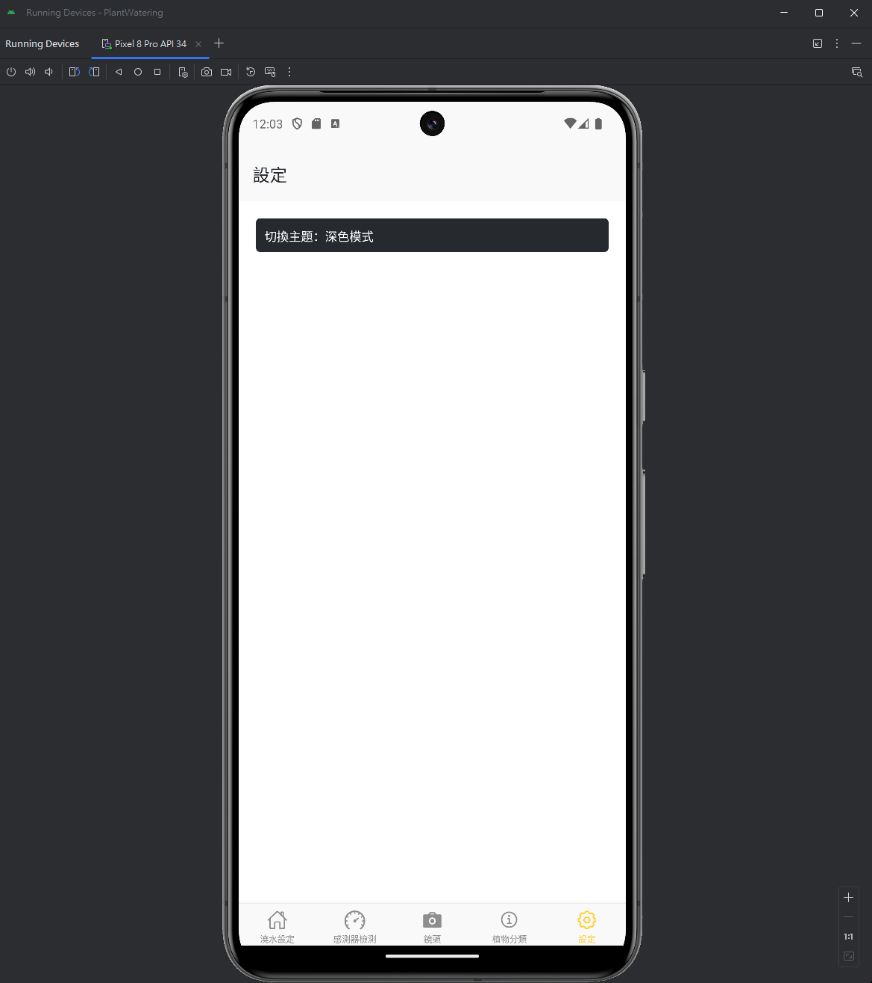 Running Devices - PlantWatering
Running Devices
Pixel 8 Pro API 34
12:03
設定
切換主題：深色模式
澆水設定
感測器檢測
鏡頭
植物分類
設定
1:1